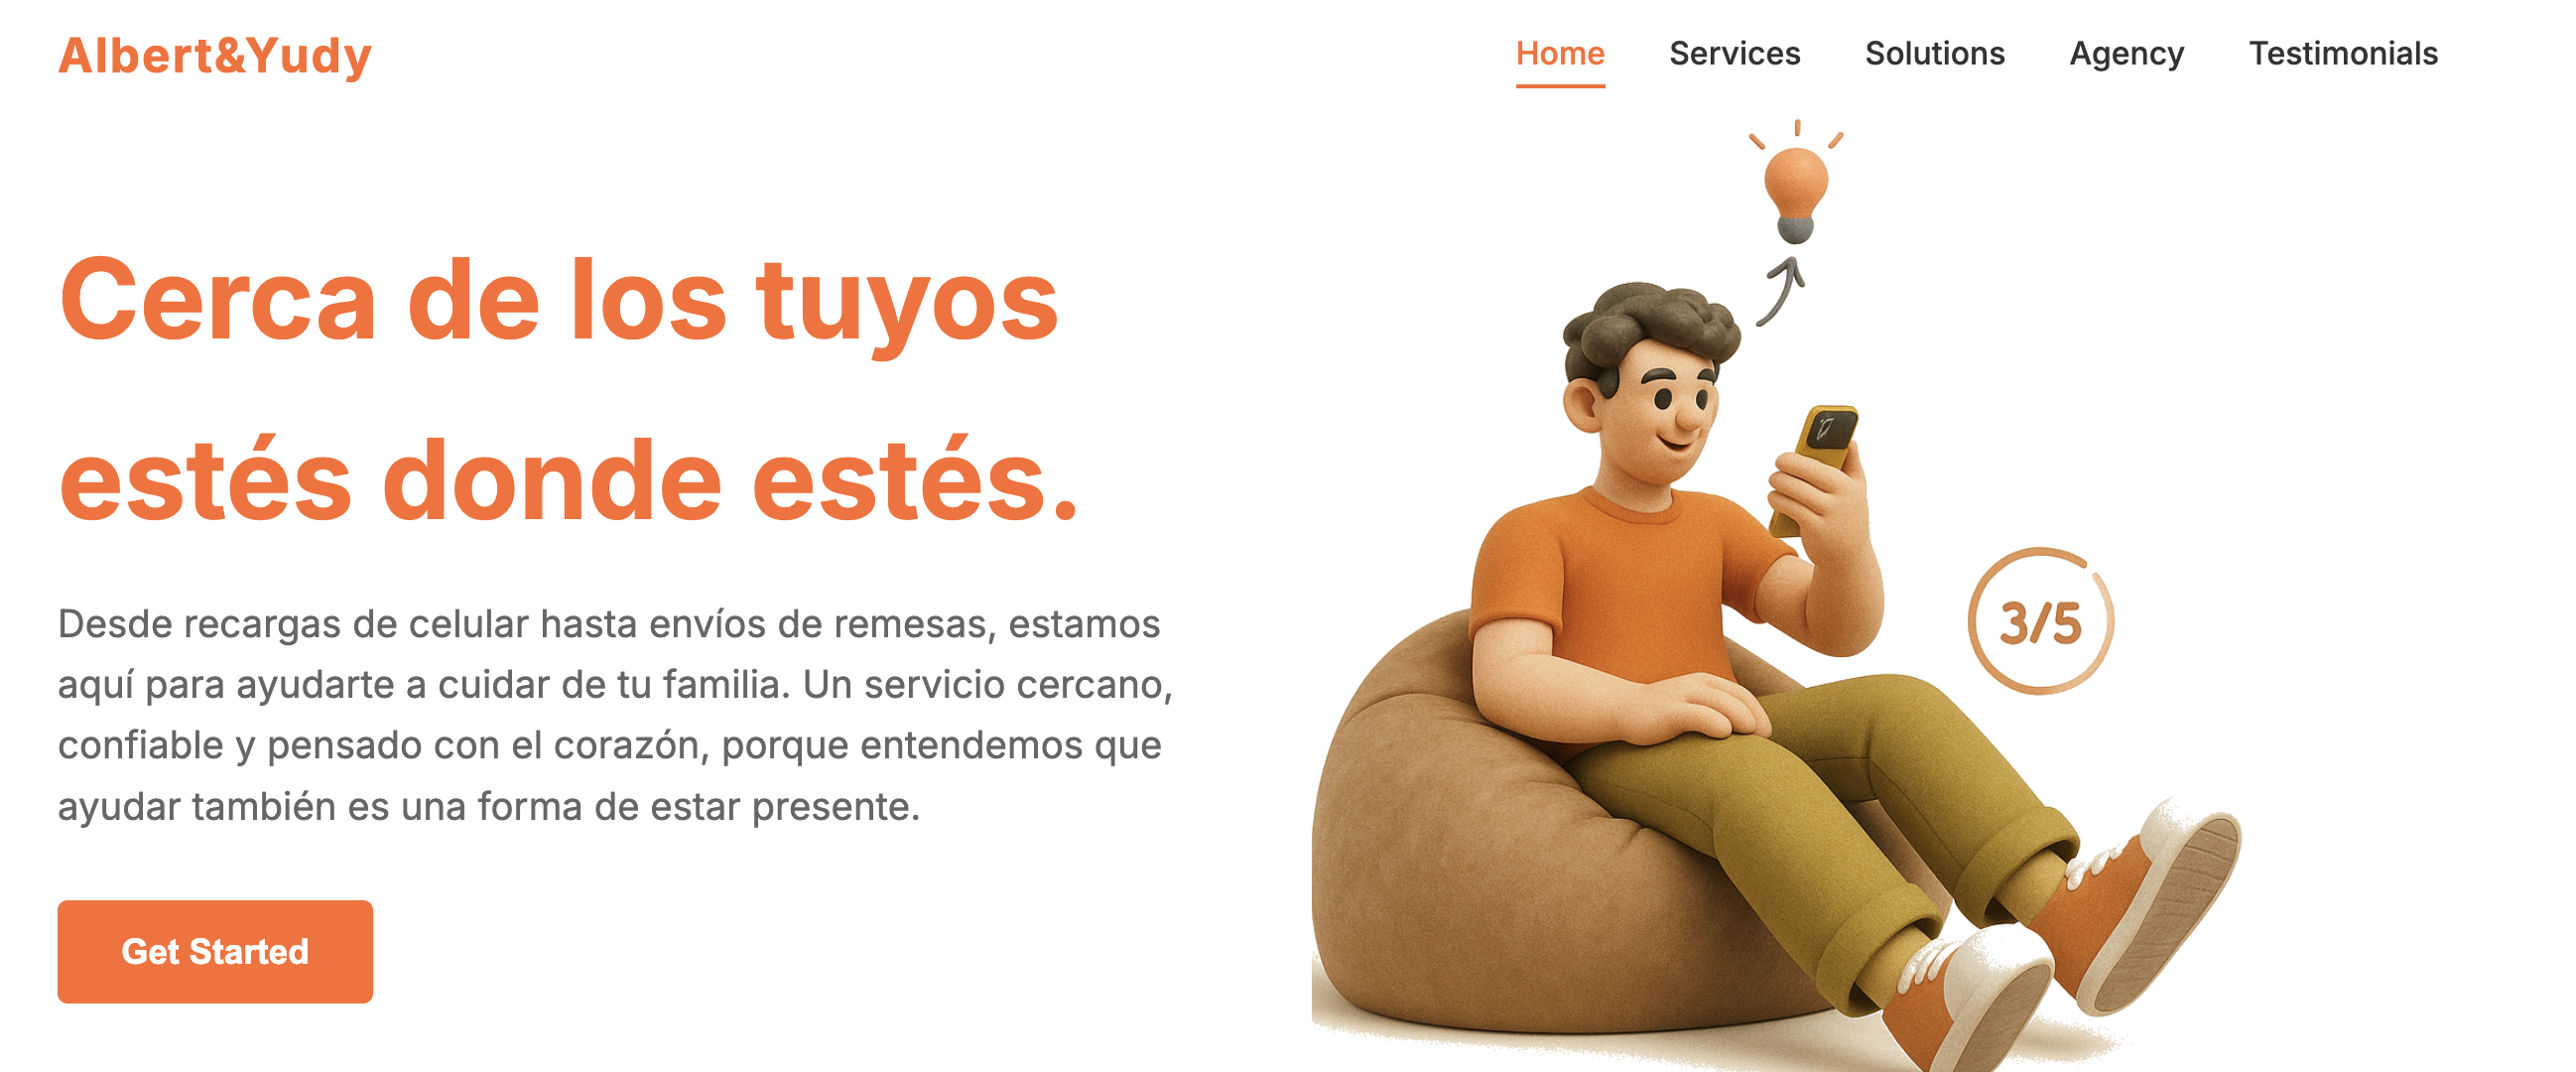 Albert&Yudy
Home Services Solutions Agency Testimonials
Cerca de los tuyos
estés donde estés.
Desde recargas de celular hasta envíos de remesas, estamos
aquí para ayudarte a cuidar de tu familia. Un servicio cercano,
confiable y pensado con el corazón, porque entendemos que
ayudar también es una forma de estar presente.
Get Started
3/5